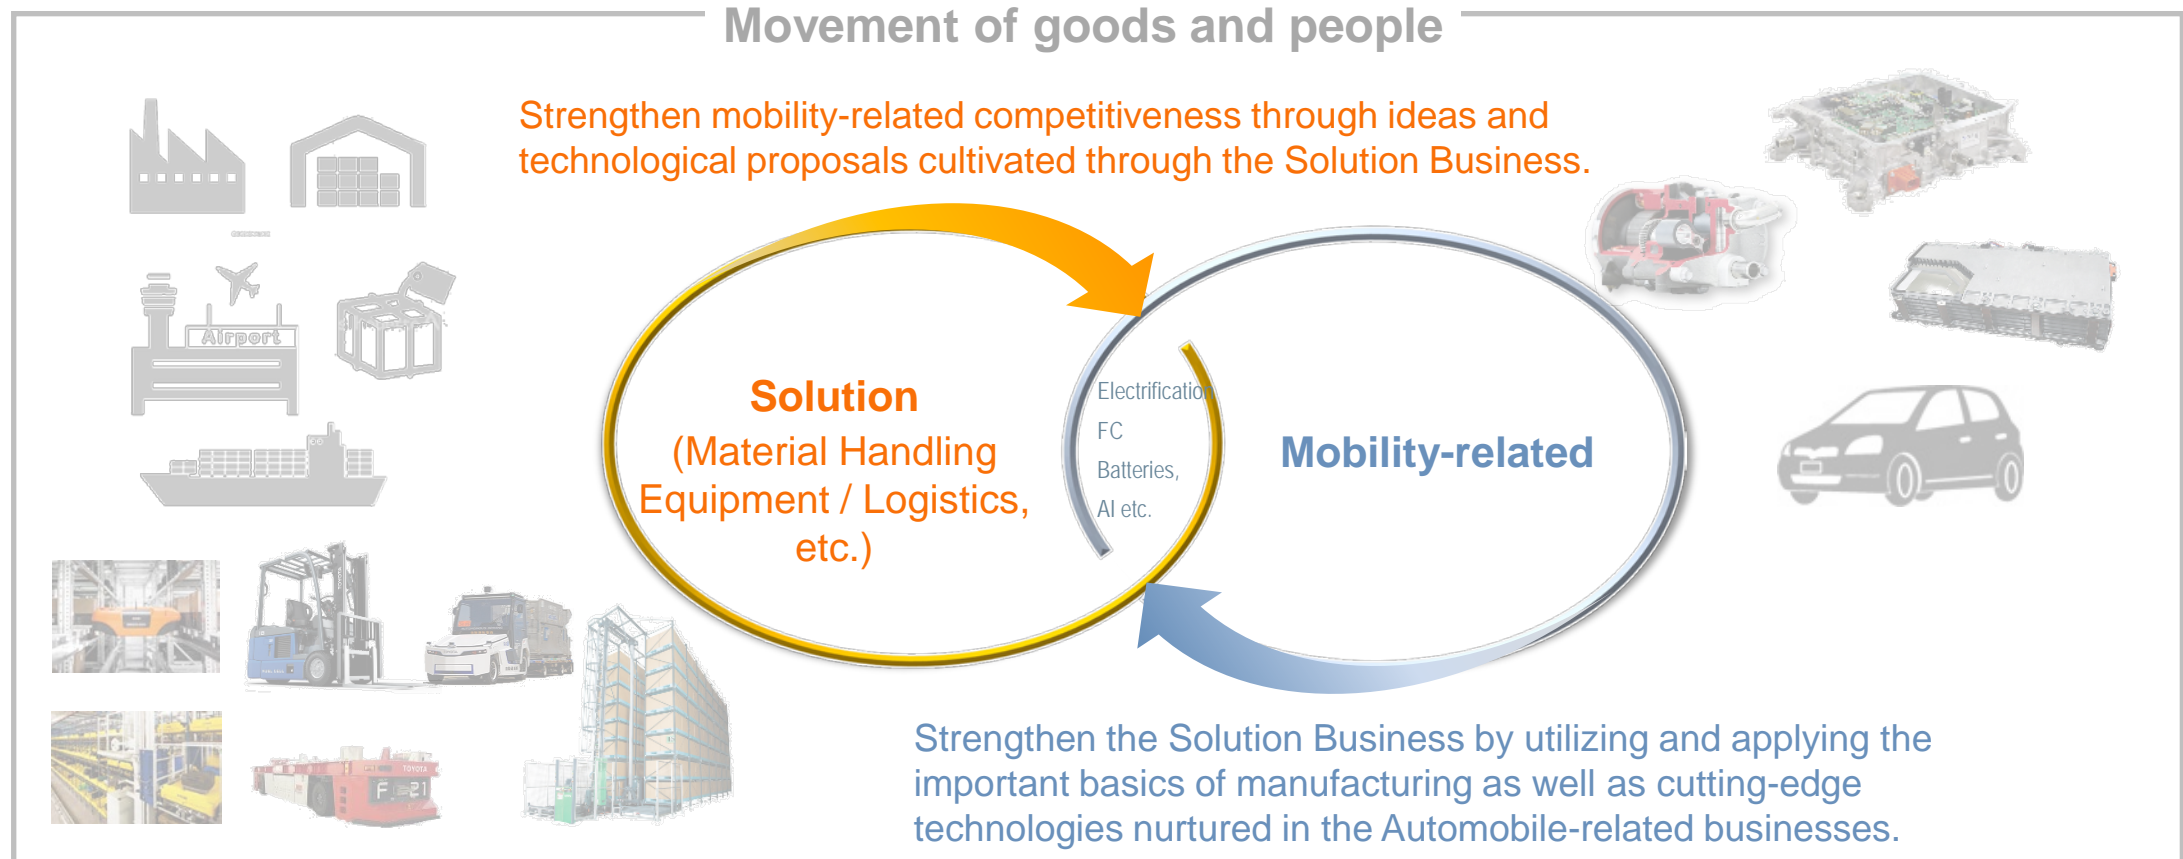 Movement of goods and people
Strengthen mobility-related competitiveness through ideas and
technological proposals cultivated through the Solution Business.
Airport
Solution
(Material Handling
Equipment / Logistics,
etc.)
Electrification
FC
Batteries,
AI etc.
Mobility-related
TOYOTA
F 21
Strengthen the Solution Business by utilizing and applying the
important basics of manufacturing as well as cutting-edge
technologies nurtured in the Automobile-related businesses.